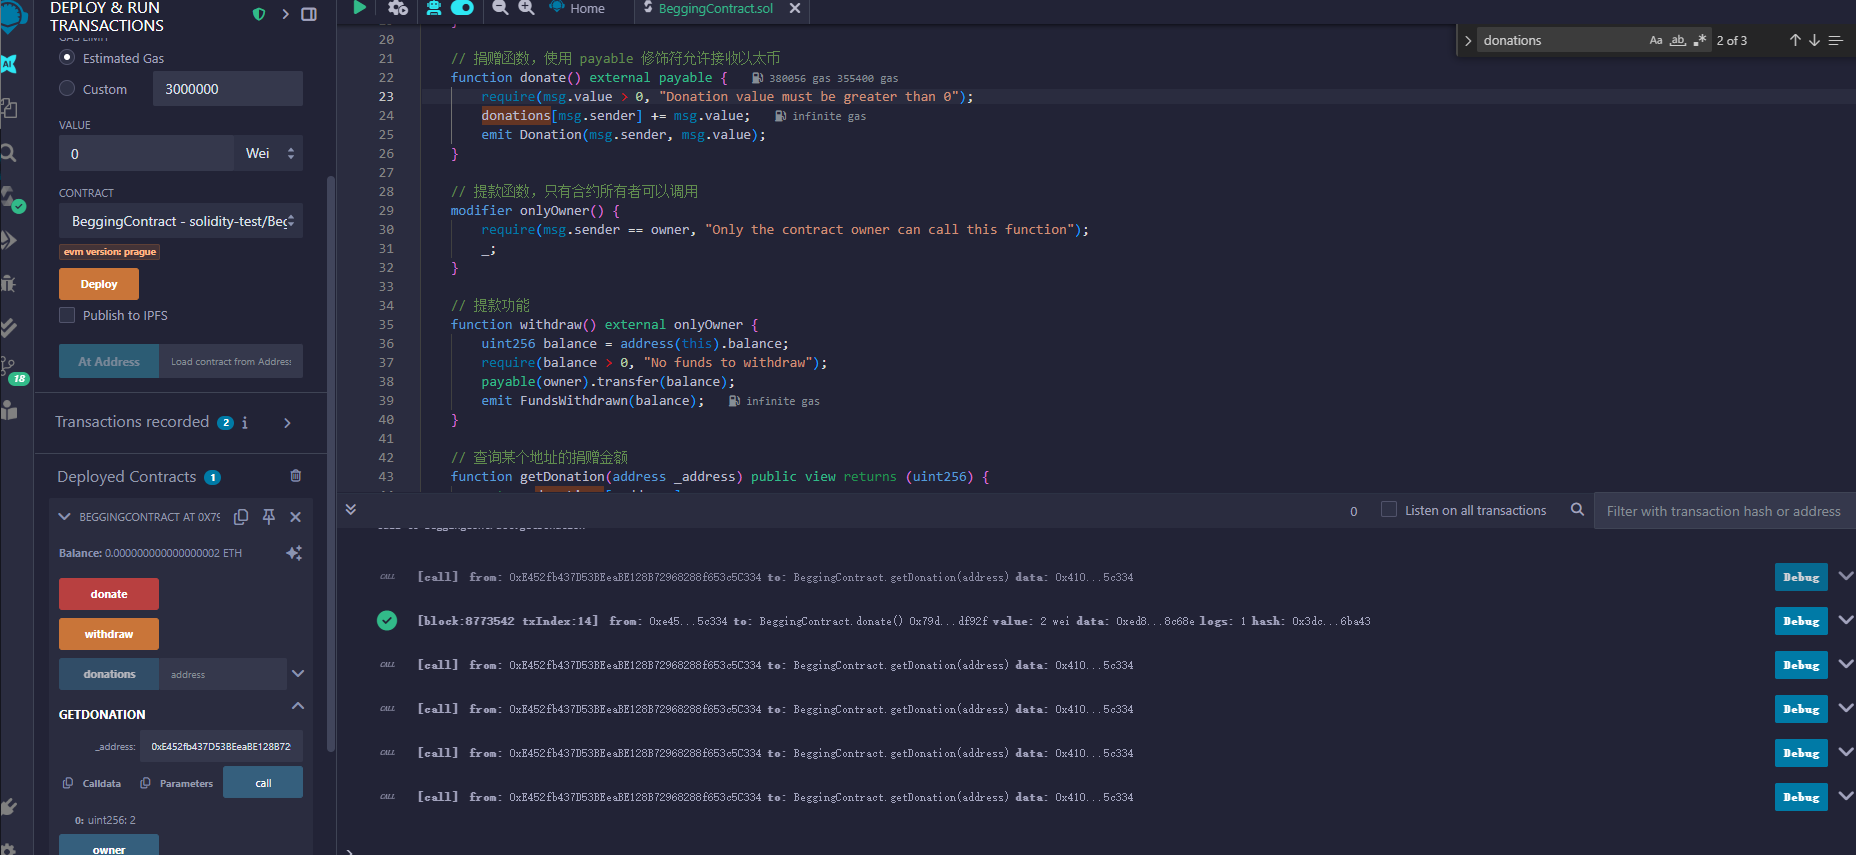 DEPLOY & RUN
TRANSACTIONS
GAS LIMIT
Estimated Gas
Custom
3000000
VALUE
0
Wei
CONTRACT
BeggingContract - solidity-test/Beg
evm version: prague
Deploy
Publish to IPFS
At Address
Load contract from Address
Transactions recorded 2 i
Deployed Contracts 1
BEGGINGCONTRACT AT 0X79
Balance: 0.000000000000000002 ETH
donate
withdraw
donations
address
GETDONATION
_address: 0xE452fb437D53BEeaBE128B72
Calldata
Parameters
call
0: uint256: 2
owner
AI
18
Home
BeggingContract.sol
donations
Aa ab .* 2 of 3
20
21 // 捐赠函数，使用 payable 修饰符允许接收以太币
22 function donate() external payable { 380056 gas 355400 gas
23 require(msg.value > 0, "Donation value must be greater than 0");
24 donations[msg.sender] += msg.value; infinite gas
25 emit Donation(msg.sender, msg.value);
26 }
27
28 // 提款函数，只有合约所有者可以调用
29 modifier onlyOwner() {
30 require(msg.sender == owner, "Only the contract owner can call this function");
31 _;
32 }
33
34 // 提款功能
35 function withdraw() external onlyOwner {
36 uint256 balance = address(this).balance;
37 require(balance > 0, "No funds to withdraw");
38 payable(owner).transfer(balance);
39 emit FundsWithdrawn(balance); infinite gas
40 }
41
42 // 查询某个地址的捐赠金额
43 function getDonation(address _address) public view returns (uint256) {
0
Listen on all transactions
Filter with transaction hash or address
CALL [call] from: 0xE452fb437D53BEeaBE128B72968288f653c5C334 to: BeggingContract.getDonation(address) data: 0x410...5c334 Debug
[block:8773542 txIndex:14] from: 0xe45...5c334 to: BeggingContract.donate() 0x79d...df92f value: 2 wei data: 0xed8...8c68e logs: 1 hash: 0x3dc...6ba43 Debug
CALL [call] from: 0xE452fb437D53BEeaBE128B72968288f653c5C334 to: BeggingContract.getDonation(address) data: 0x410...5c334 Debug
CALL [call] from: 0xE452fb437D53BEeaBE128B72968288f653c5C334 to: BeggingContract.getDonation(address) data: 0x410...5c334 Debug
CALL [call] from: 0xE452fb437D53BEeaBE128B72968288f653c5C334 to: BeggingContract.getDonation(address) data: 0x410...5c334 Debug
CALL [call] from: 0xE452fb437D53BEeaBE128B72968288f653c5C334 to: BeggingContract.getDonation(address) data: 0x410...5c334 Debug
>